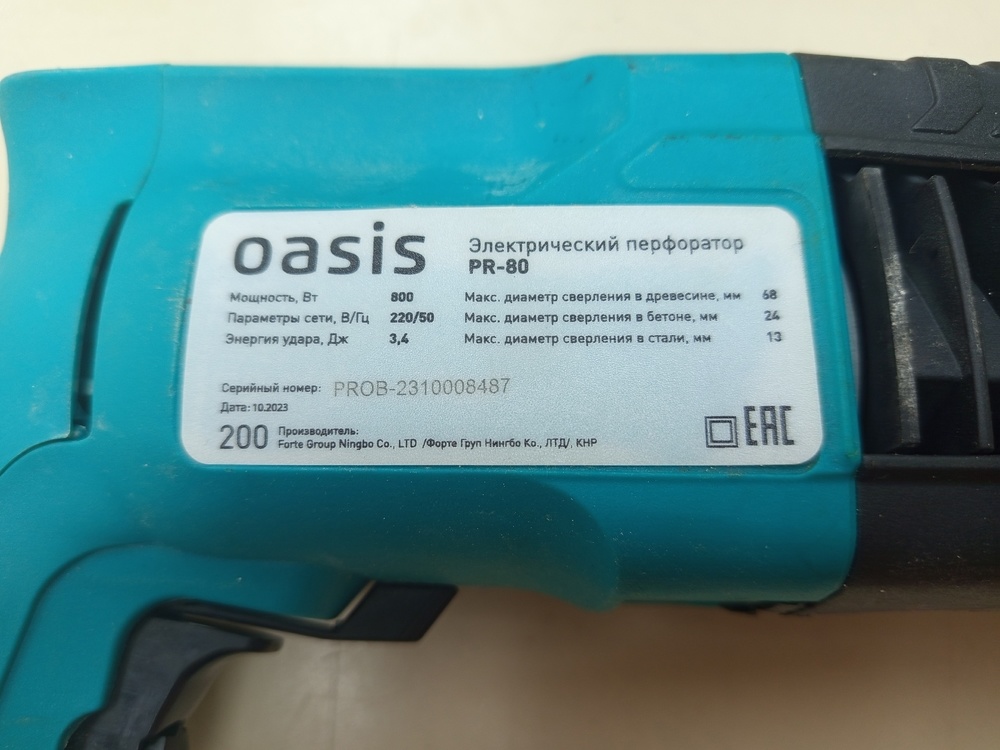 oasis
Электрический перфоратор
PR-80
Мощность, Вт 800
Параметры сети, В/Гц 220/50
Энергия удара, Дж 3,4
Макс. диаметр сверления в древесине, мм 68
Макс. диаметр сверления в бетоне, мм 24
Макс. диаметр сверления в стали, мм 13
Серийный номер: PROB-2310008487
Дата: 10.2023
200
Производитель:
Forte Group Ningbo Co., LTD /Форте Груп Нингбо Ко., ЛТД/, КНР
EAC